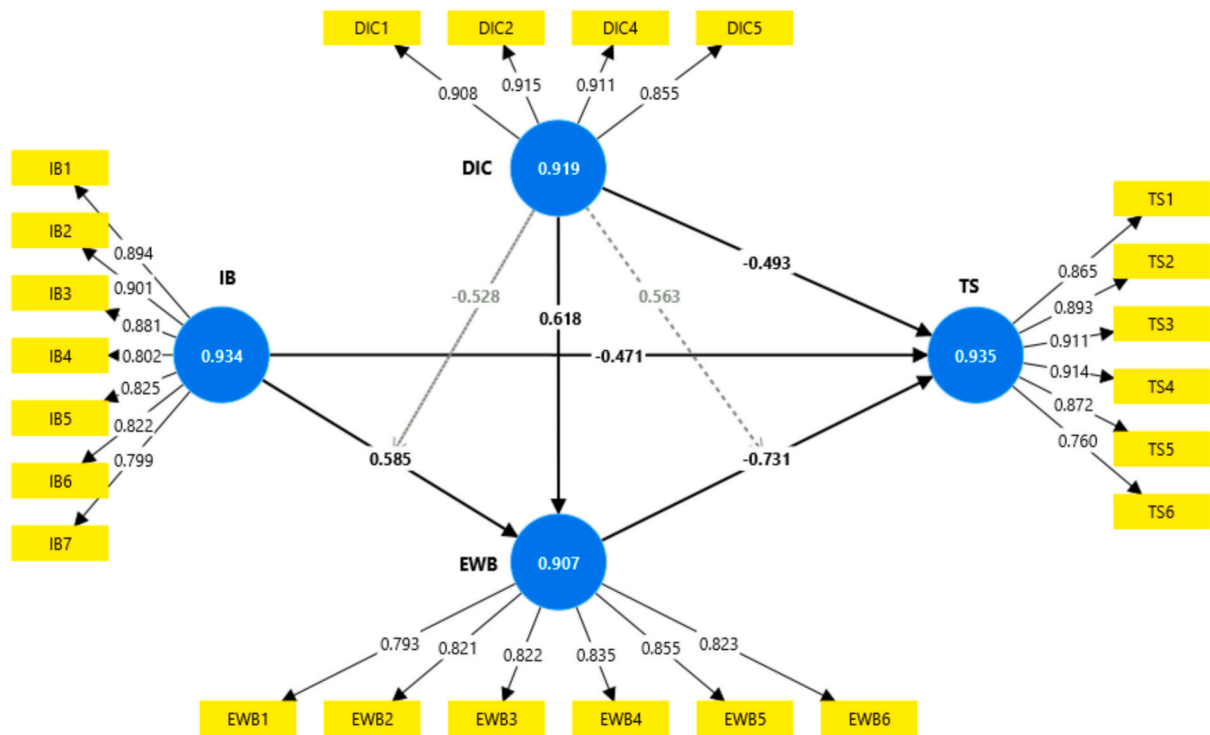 DIC1 DIC2 DIC4 DIC5
0.908 0.915 0.911 0.855
DIC 0.919
IB1
IB2
IB3
IB4
IB5
IB6
IB7
0.894
0.901
0.881
0.802
0.825
0.822
0.799
IB
0.934
-0.528
0.618
0.563
-0.493
-0.471
0.585
-0.731
TS
0.935
0.865
0.893
0.911
0.914
0.872
0.760
TS1
TS2
TS3
TS4
TS5
TS6
EWB 0.907
0.793 0.821 0.822 0.835 0.855 0.823
EWB1 EWB2 EWB3 EWB4 EWB5 EWB6